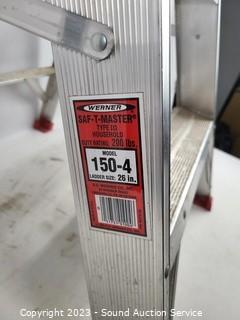 WERNER
SAF-T-MASTER®
TYPE III
HOUSEHOLD
DUTY RATING: 200 lbs.
MODEL
150-4
LADDER SIZE: 26 in.
Copyright 2023 - Sound Auction Service